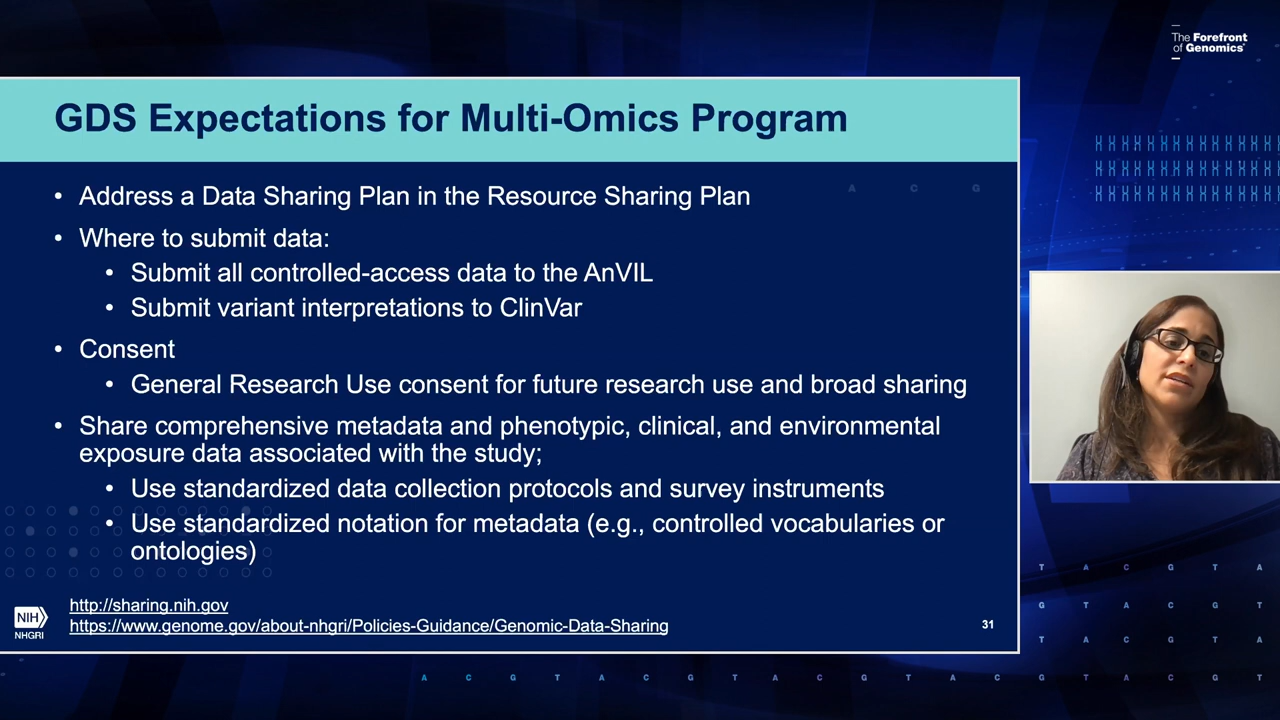 The Forefront
of Genomics®
GDS Expectations for Multi-Omics Program
• Address a Data Sharing Plan in the Resource Sharing Plan
• Where to submit data:
• Submit all controlled-access data to the AnVIL
• Submit variant interpretations to ClinVar
• Consent
• General Research Use consent for future research use and broad sharing
• Share comprehensive metadata and phenotypic, clinical, and environmental
exposure data associated with the study;
• Use standardized data collection protocols and survey instruments
• Use standardized notation for metadata (e.g., controlled vocabularies or
ontologies)
NIH
NHGRI
http://sharing.nih.gov
https://www.genome.gov/about-nhgri/Policies-Guidance/Genomic-Data-Sharing
31
A C G
T A C G T A
G T A C G T
T A C G T A
A C G T A C G T A C G T A C G T A C G T